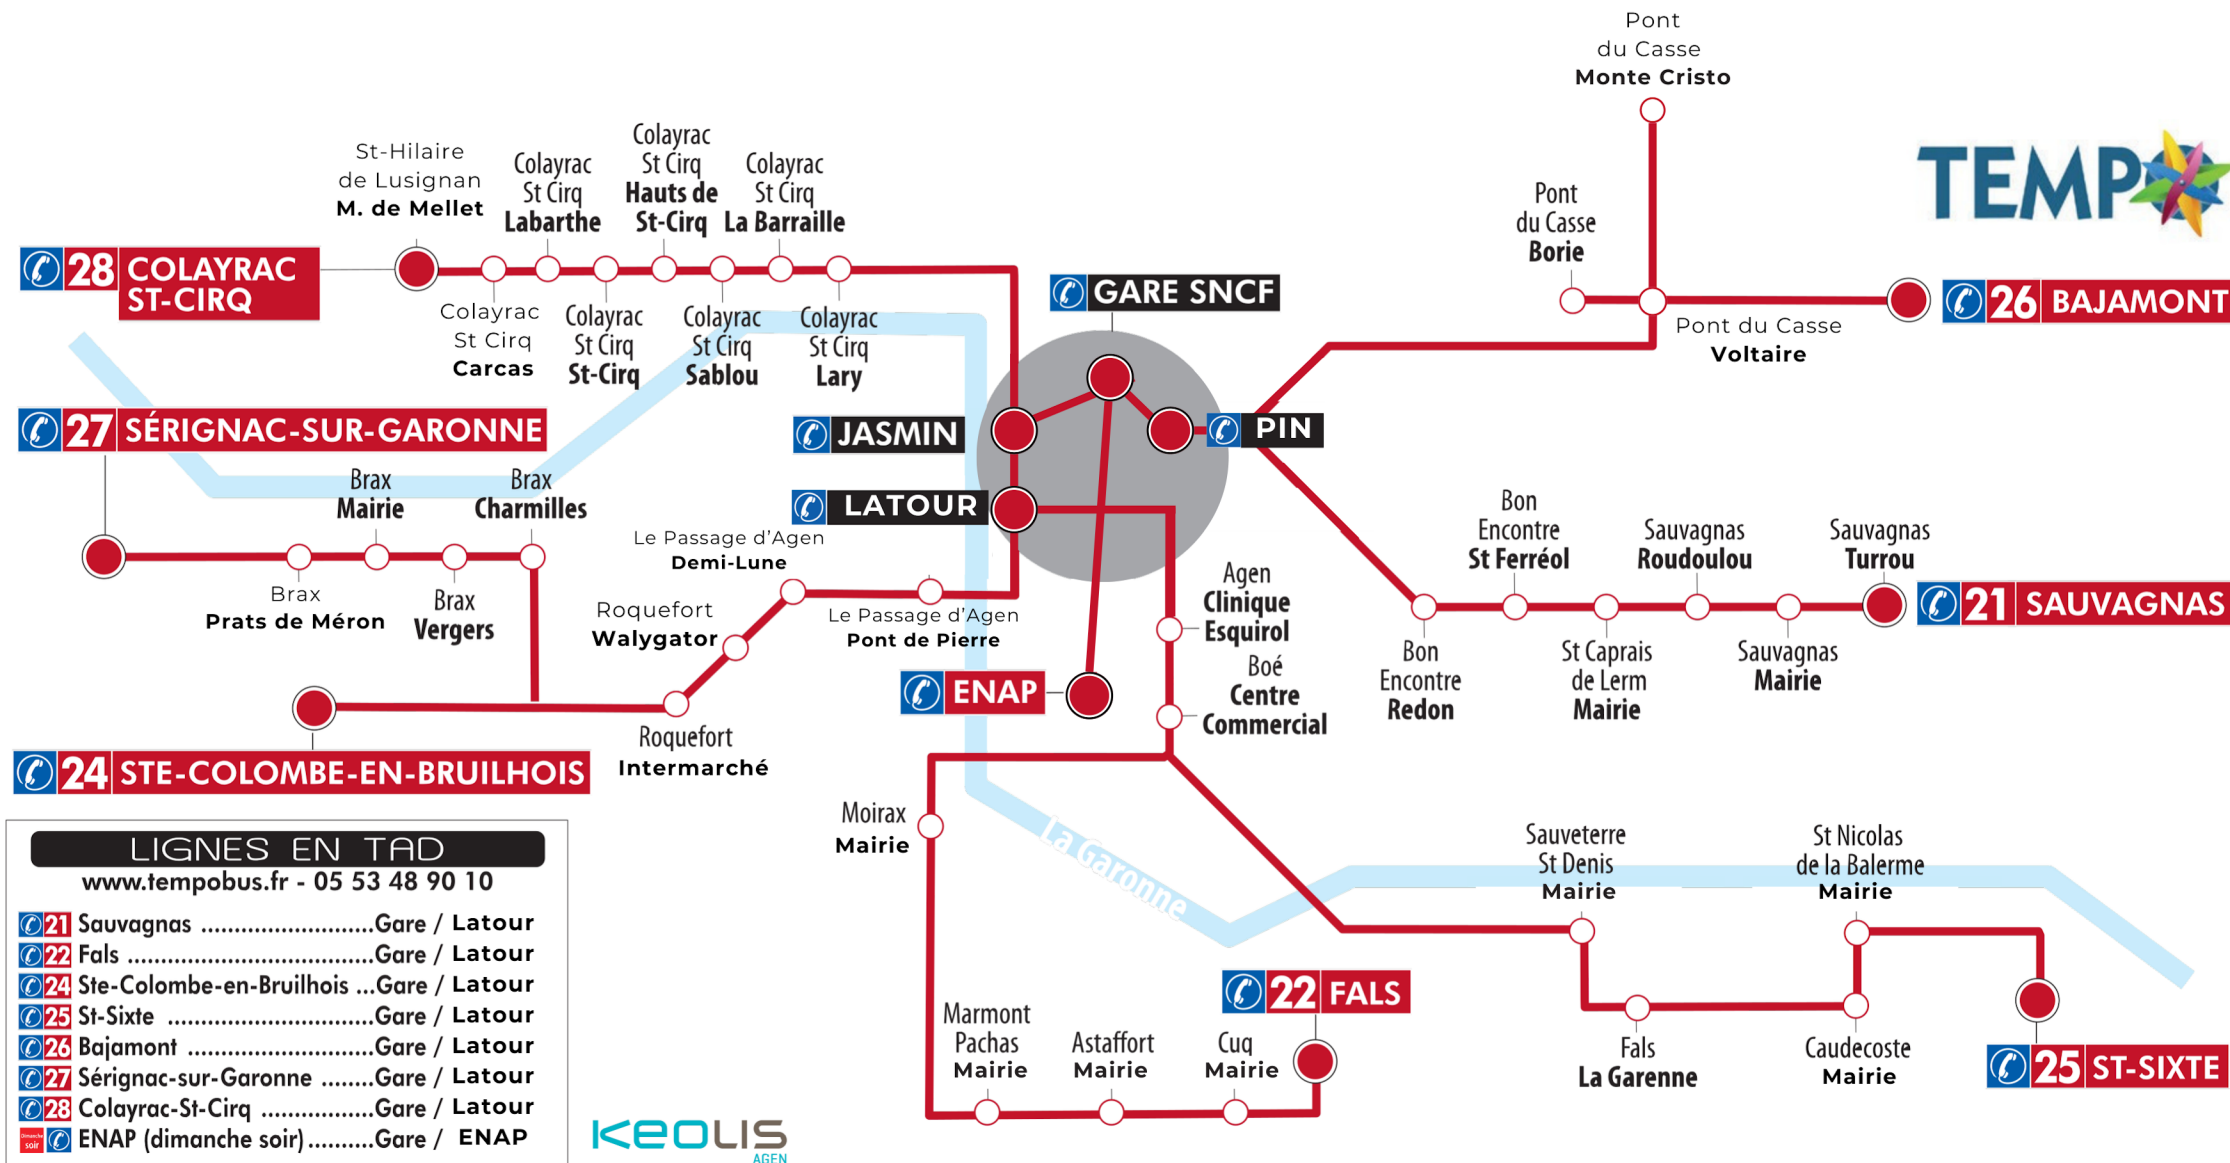 Pont
du Casse
Monte Cristo
TEMPO
St-Hilaire
de Lusignan
M. de Mellet
Colayrac
St Cirq
Labarthe
Colayrac
St Cirq
Hauts de
St-Cirq
Colayrac
St Cirq
La Barraille
Pont
du Casse
Borie
28 COLAYRAC
ST-CIRQ
GARE SNCF
26 BAJAMONT
Colayrac
St Cirq
Carcas
Colayrac
St Cirq
St-Cirq
Colayrac
St Cirq
Sablou
Colayrac
St Cirq
Lary
Pont du Casse
Voltaire
27 SÉRIGNAC-SUR-GARONNE
JASMIN
PIN
Brax
Mairie
Brax
Charmilles
LATOUR
Bon
Encontre
St Ferréol
Sauvagnas
Roudoulou
Sauvagnas
Turrou
Le Passage d'Agen
Demi-Lune
Brax
Prats de Méron
Brax
Vergers
Roquefort
Walygator
Le Passage d'Agen
Pont de Pierre
Agen
Clinique
Esquirol
21 SAUVAGNAS
ENAP
Boé
Centre
Commercial
Bon
Encontre
Redon
St Caprais
de Lerm
Mairie
Sauvagnas
Mairie
Roquefort
Intermarché
24 STE-COLOMBE-EN-BRUILHOIS
Moirax
Mairie
La Garonne
Sauveterre
St Denis
Mairie
St Nicolas
de la Balerme
Mairie
22 FALS
Marmont
Pachas
Mairie
Astaffort
Mairie
Cuq
Mairie
Fals
La Garenne
Caudecoste
Mairie
25 ST-SIXTE
LIGNES EN TAD
www.tempobus.fr - 05 53 48 90 10
21 Sauvagnas ..........................Gare / Latour
22 Fals .....................................Gare / Latour
24 Ste-Colombe-en-Bruilhois ...Gare / Latour
25 St-Sixte ...............................Gare / Latour
26 Bajamont ............................Gare / Latour
27 Sérignac-sur-Garonne ........Gare / Latour
28 Colayrac-St-Cirq .................Gare / Latour
Dimanche
soir
ENAP (dimanche soir)..........Gare / ENAP
KEOLIS
AGEN